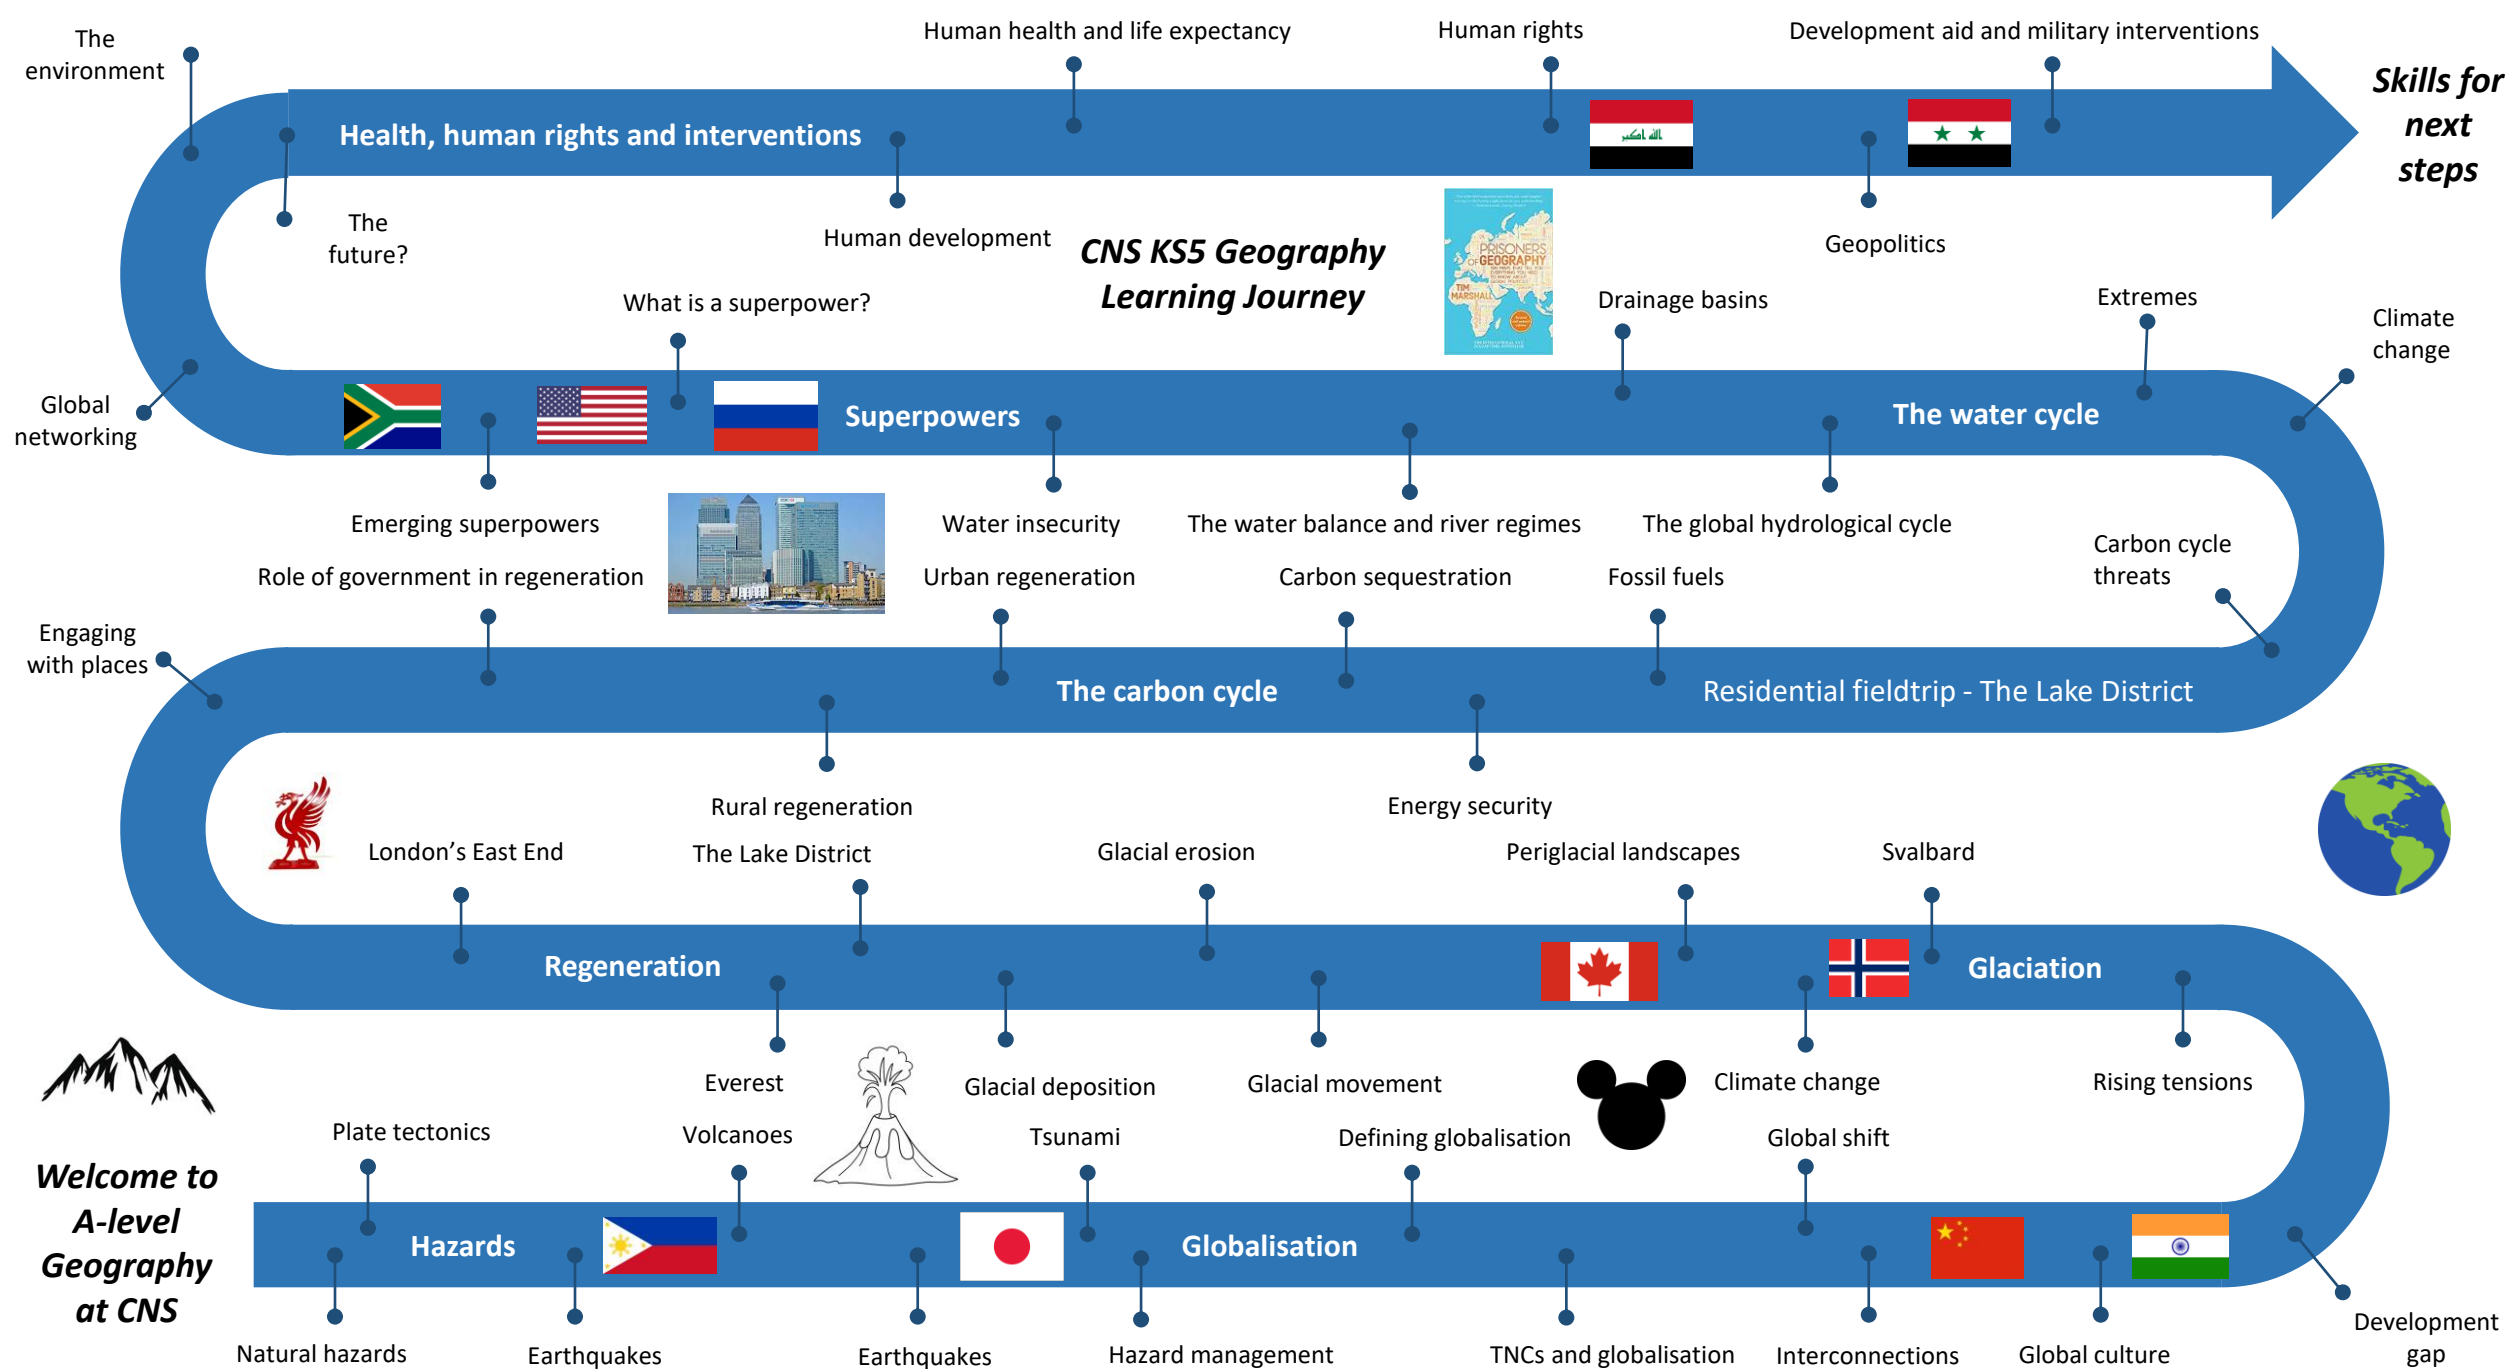 The
environment
Human health and life expectancy
Human rights
Development aid and military interventions
Skills for
next
steps
Health, human rights and interventions
الله اكبر
The
future?
Human development
CNS KS5 Geography
Learning Journey
PRISONERS
OF GEOGRAPHY
TIM
MARSHALL
Geopolitics
What is a superpower?
Drainage basins
Extremes
Climate
change
Global
networking
Superpowers
The water cycle
Emerging superpowers
Water insecurity
The water balance and river regimes
The global hydrological cycle
Carbon cycle
threats
Role of government in regeneration
Urban regeneration
Carbon sequestration
Fossil fuels
Engaging
with places
The carbon cycle
Residential fieldtrip - The Lake District
Rural regeneration
Energy security
London's East End
The Lake District
Glacial erosion
Periglacial landscapes
Svalbard
Regeneration
Glaciation
Everest
Glacial deposition
Glacial movement
Climate change
Rising tensions
Plate tectonics
Volcanoes
Tsunami
Defining globalisation
Global shift
Welcome to
A-level
Geography
at CNS
Hazards
Globalisation
Natural hazards
Earthquakes
Earthquakes
Hazard management
TNCs and globalisation
Interconnections
Global culture
Development
gap